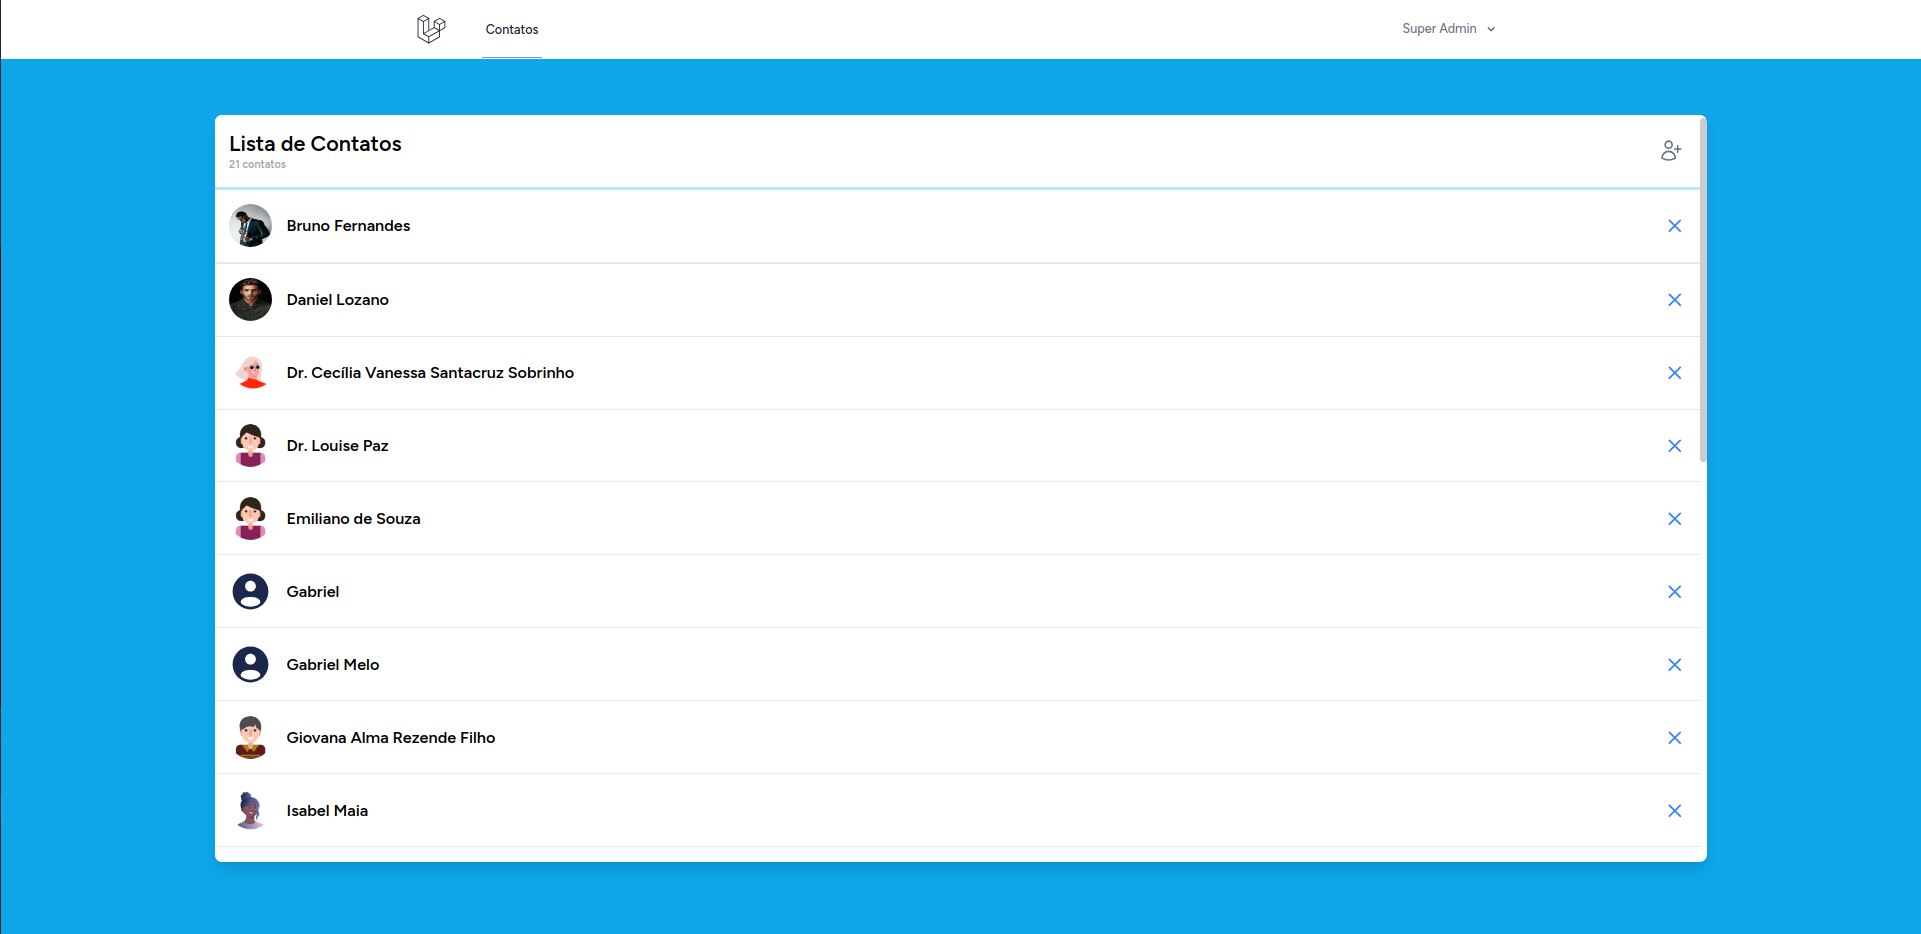 Contatos
Super Admin
Lista de Contatos
21 contatos
Bruno Fernandes
Daniel Lozano
Dr. Cecília Vanessa Santacruz Sobrinho
Dr. Louise Paz
Emiliano de Souza
Gabriel
Gabriel Melo
Giovana Alma Rezende Filho
Isabel Maia